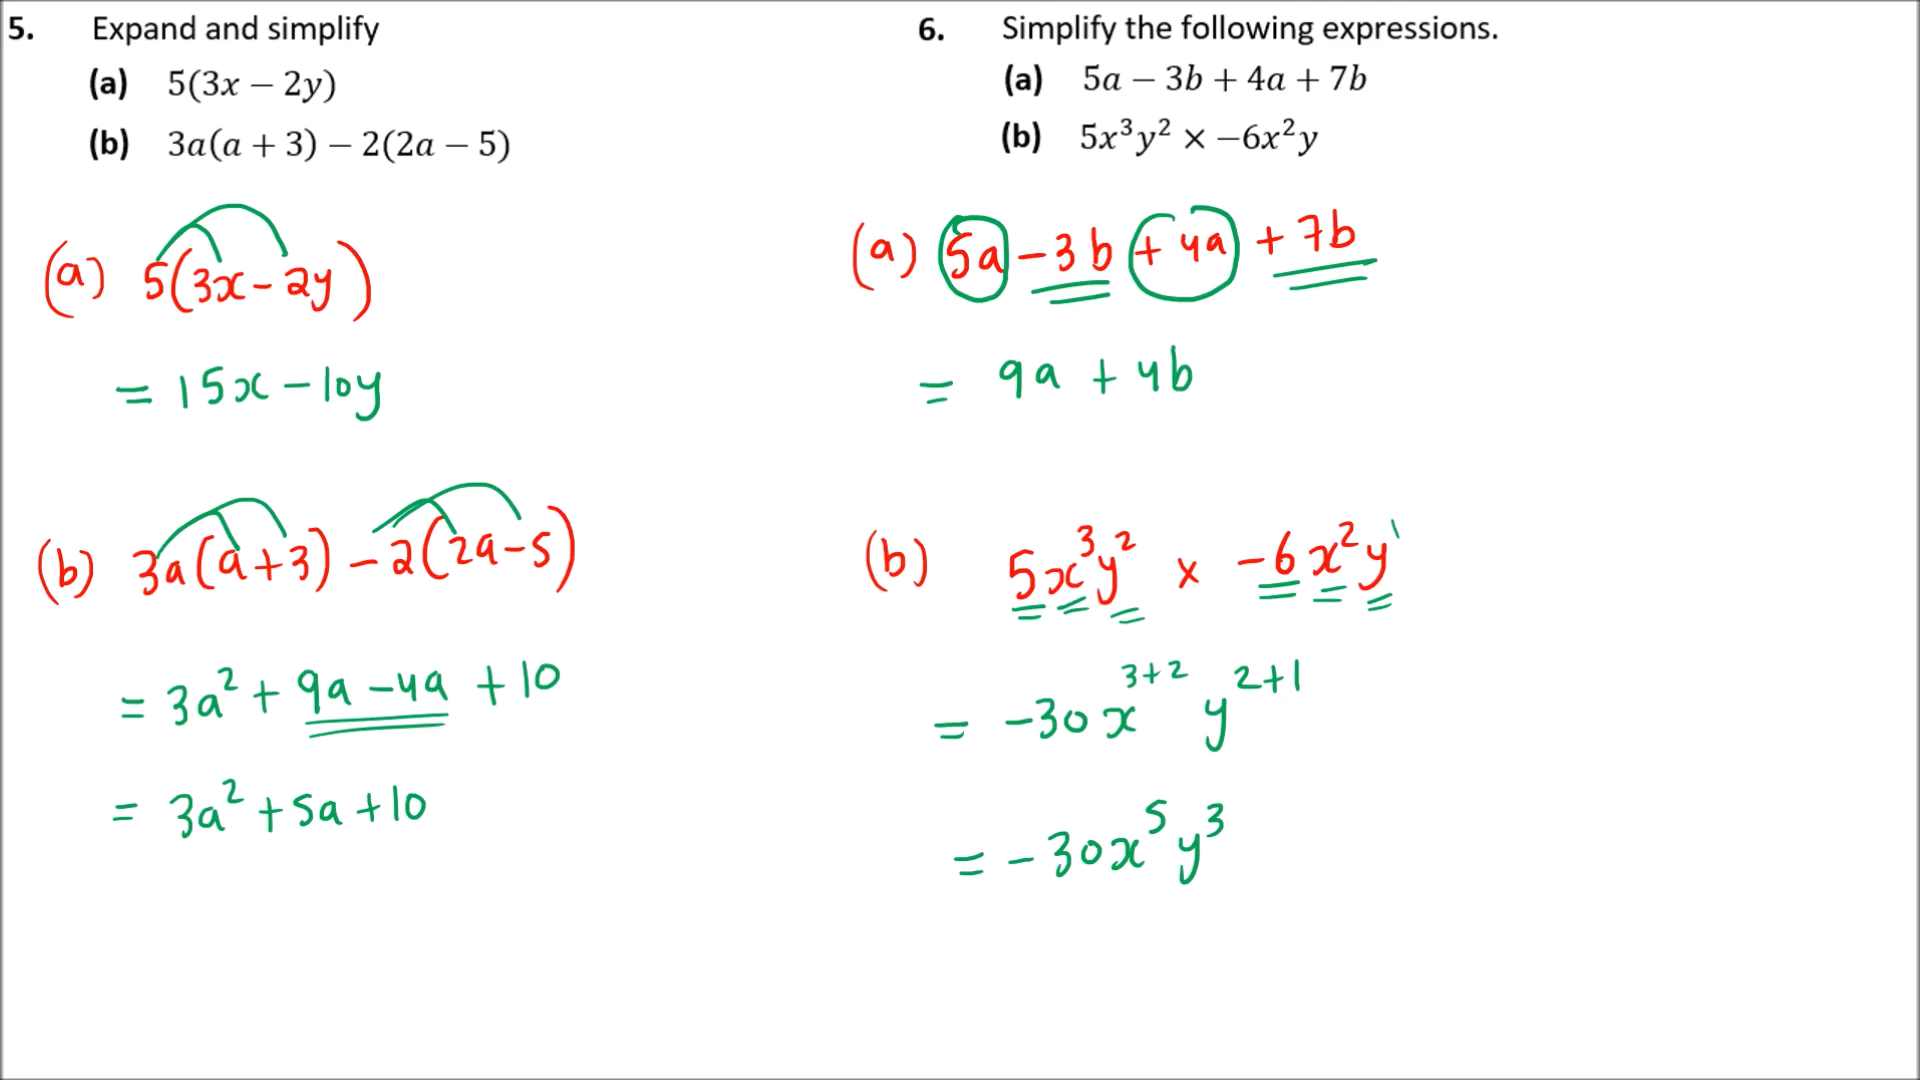 5. Expand and simplify
(a) 5(3x − 2y)
(b) 3a(a + 3) − 2(2a − 5)
(a) 5(3x - 2y)
= 15x - 10y
(b) 3a(a+3) - 2(2a-5)
= 3a² + 9a - 4a + 10
= 3a² + 5a + 10
6. Simplify the following expressions.
(a) 5a − 3b + 4a + 7b
(b) 5x³y² × −6x²y
(a) 5a - 3b + 4a + 7b
= 9a + 4b
(b) 5x³y² × -6x²y¹
= -30x³⁺² y²⁺¹
= -30x⁵y³